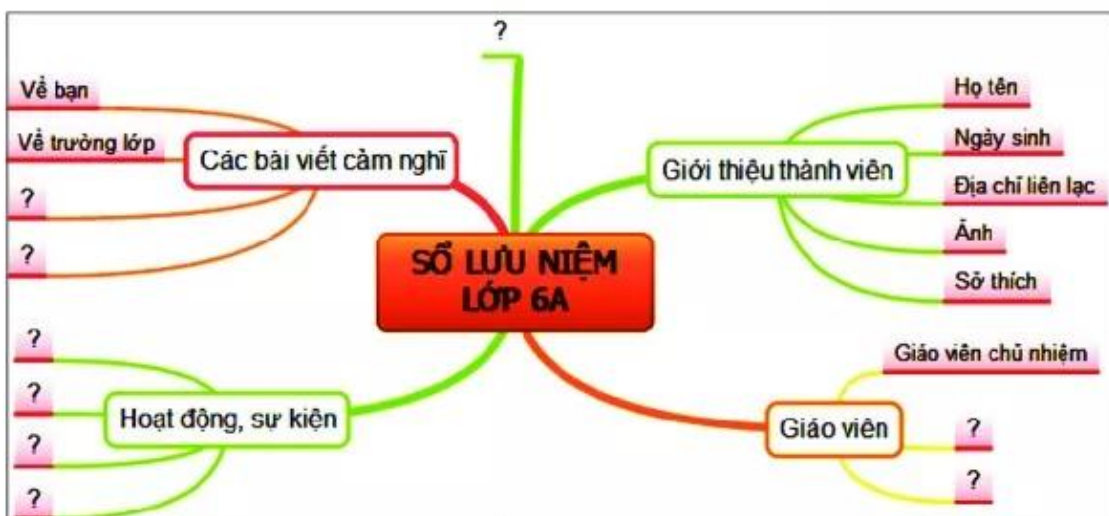 ?
Về bạn
Về trường lớp
?
?
Các bài viết cảm nghĩ
Giới thiệu thành viên
Họ tên
Ngày sinh
Địa chỉ liên lạc
Ảnh
Sở thích
SỔ LƯU NIỆM
LỚP 6A
?
?
?
?
Hoạt động, sự kiện
Giáo viên
Giáo viên chủ nhiệm
?
?